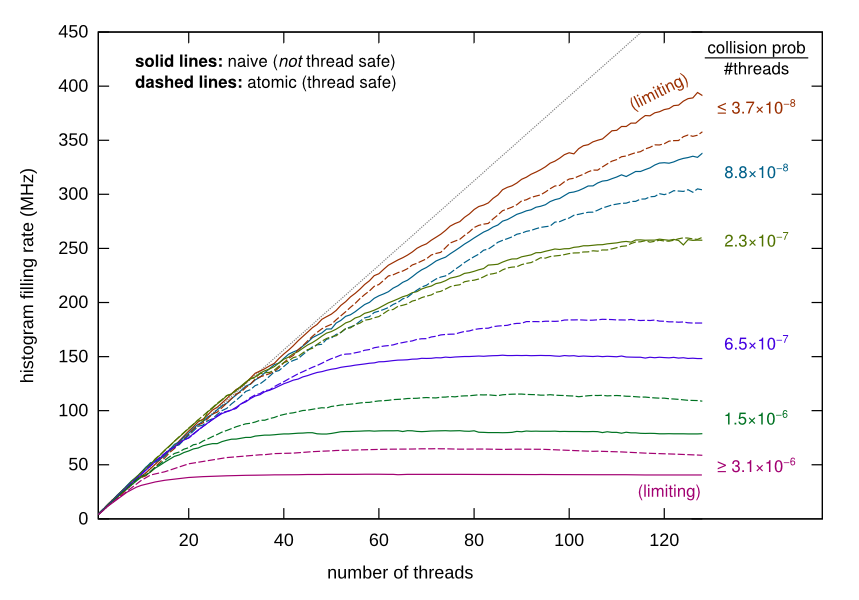 450
400
350
300
250
200
150
100
50
0
histogram filling rate (MHz)
solid lines: naive (not thread safe)
dashed lines: atomic (thread safe)
(limiting)
collision prob
#threads
≤ 3.7×10⁻⁸
8.8×10⁻⁸
2.3×10⁻⁷
6.5×10⁻⁷
1.5×10⁻⁶
≥ 3.1×10⁻⁶
(limiting)
20 40 60 80 100 120
number of threads